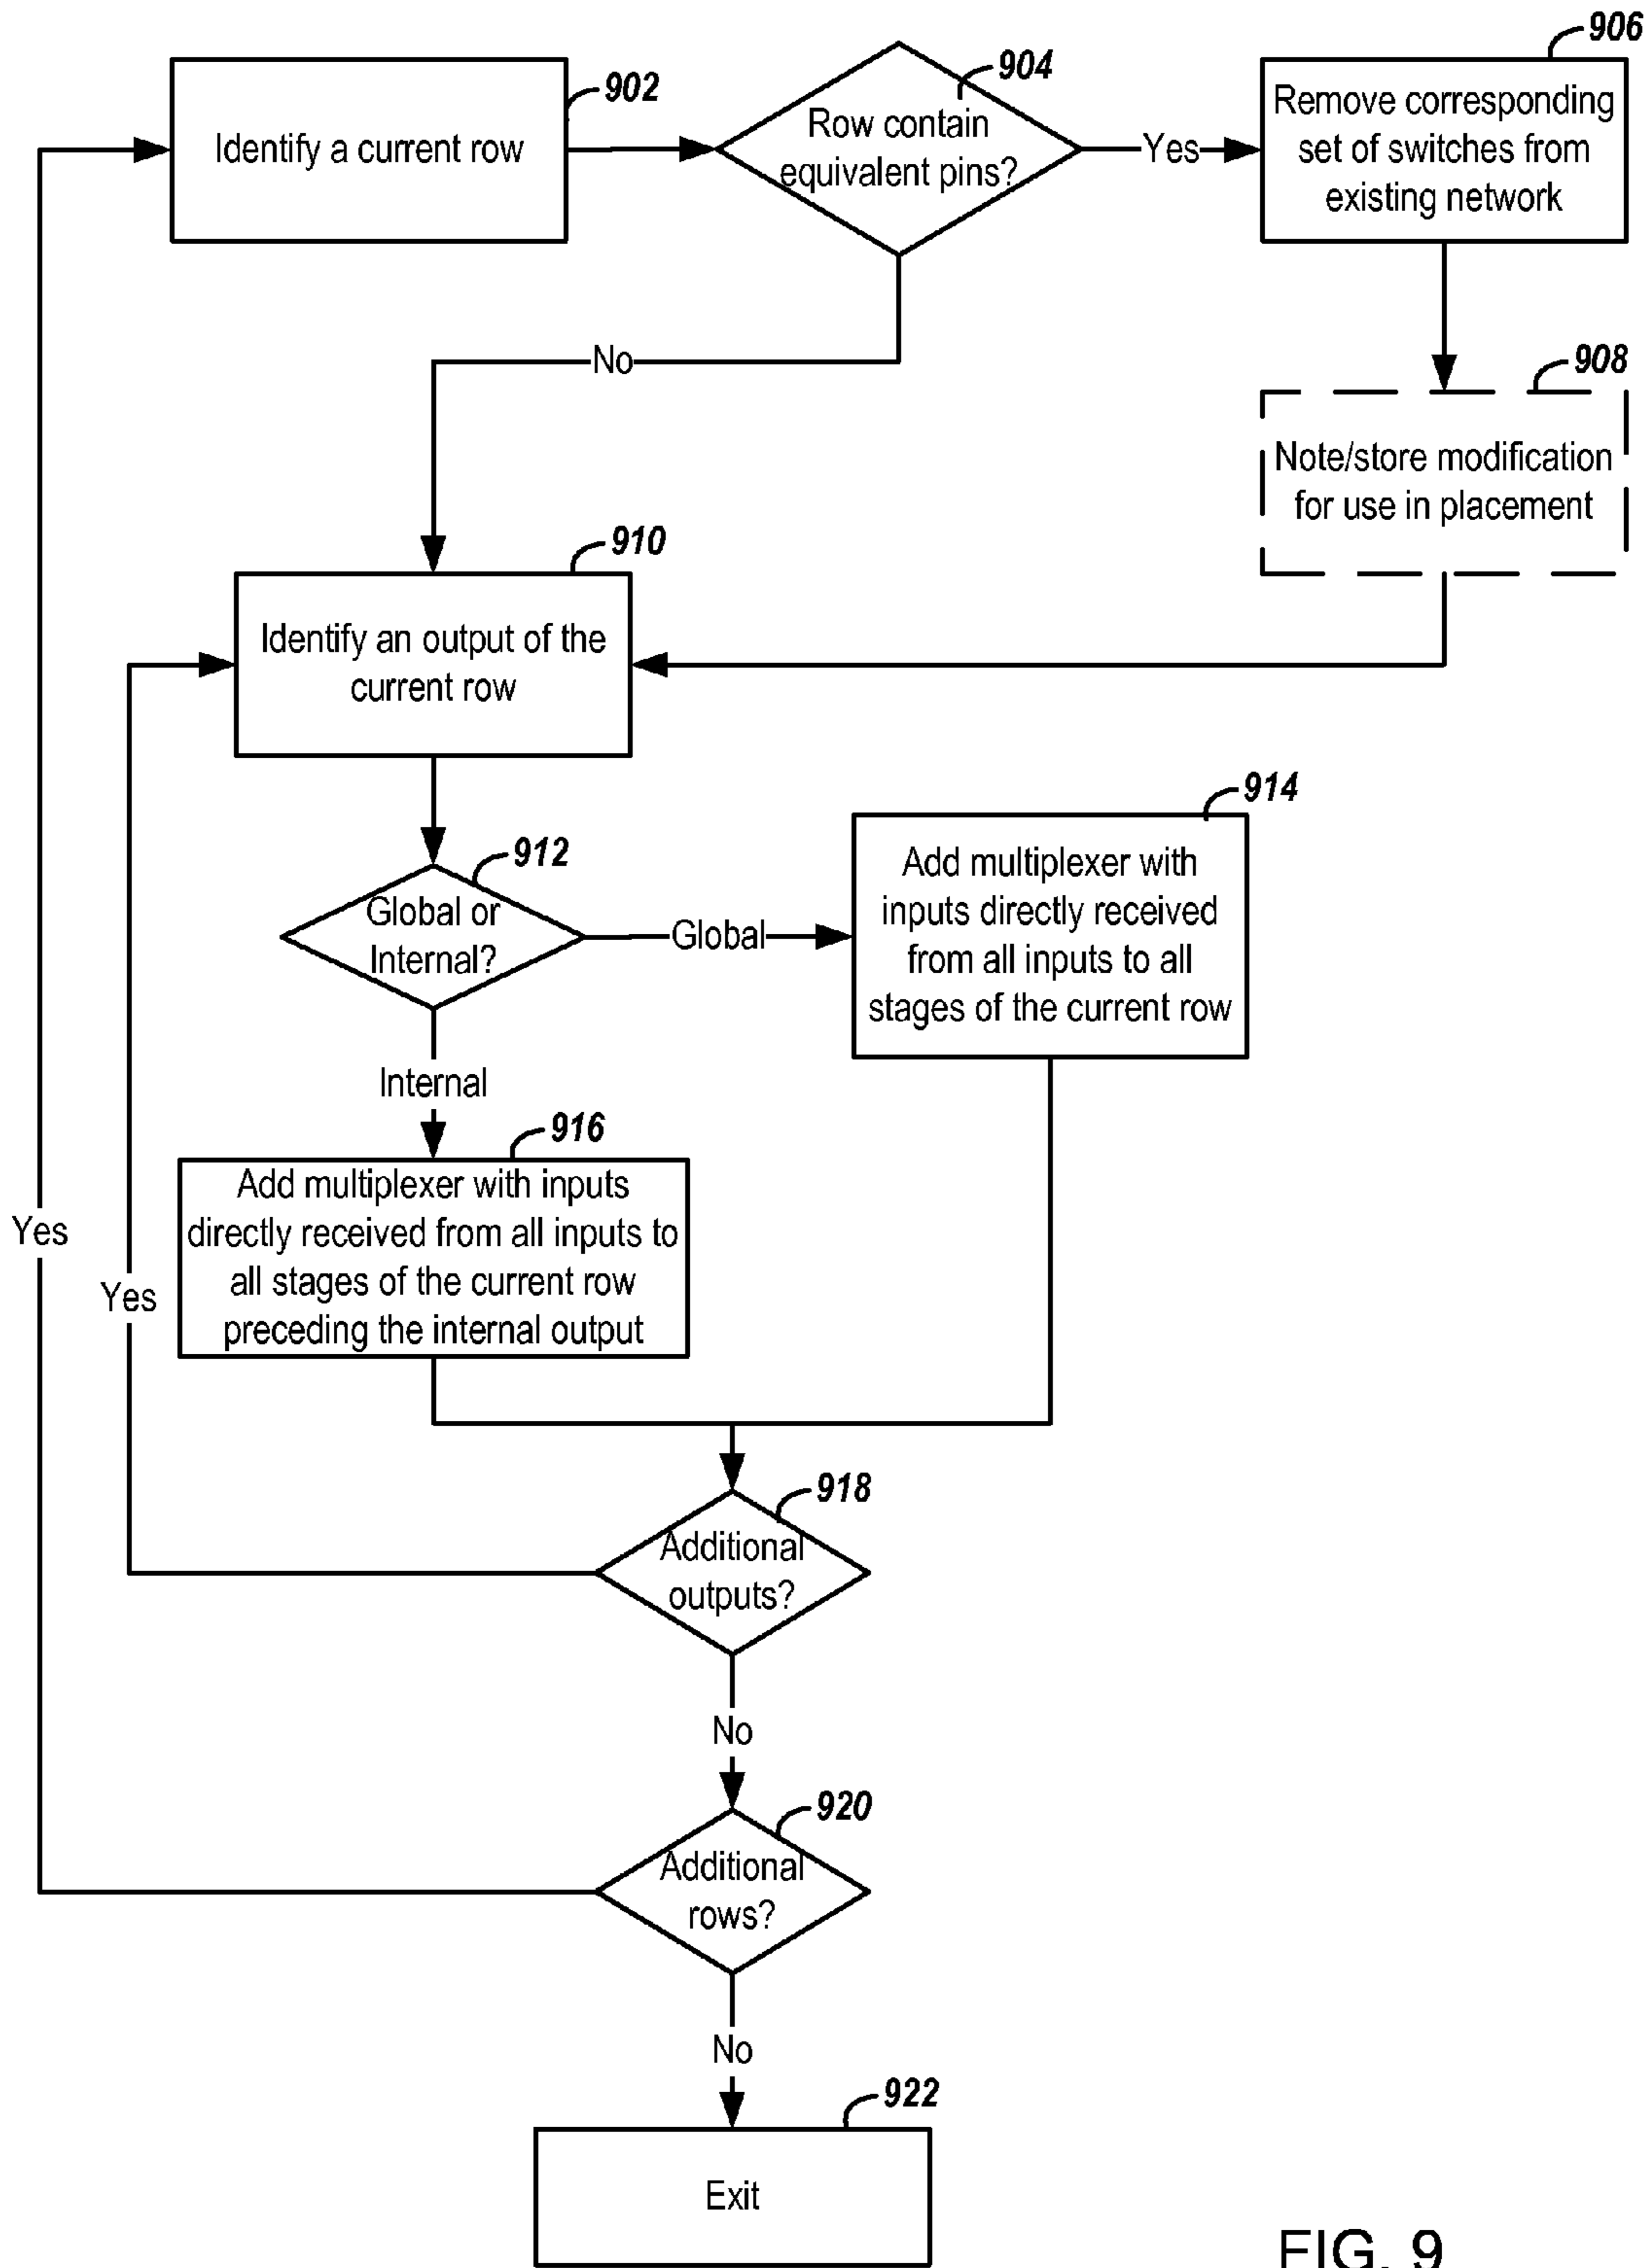 902
Identify a current row
904
Row contain
equivalent pins?
Yes
906
Remove corresponding
set of switches from
existing network
No
908
Note/store modification
for use in placement
910
Identify an output of the
current row
912
Global or
Internal?
Global
914
Add multiplexer with
inputs directly received
from all inputs to all
stages of the current row
Internal
916
Add multiplexer with inputs
directly received from all inputs to
all stages of the current row
preceding the internal output
Yes
Yes
918
Additional
outputs?
No
920
Additional
rows?
No
922
Exit
FIG. 9